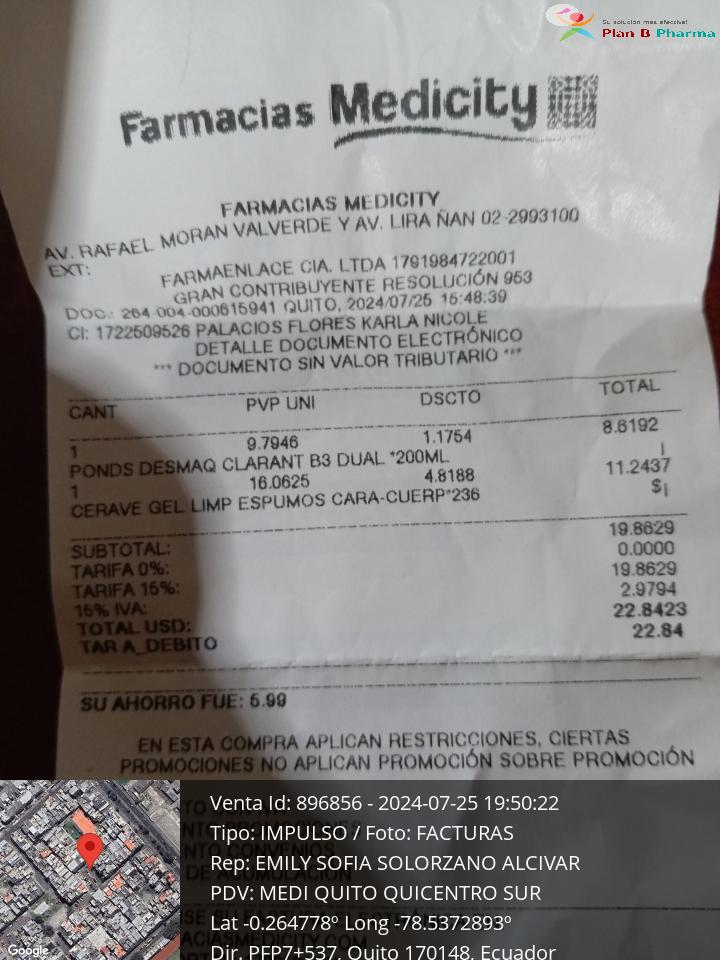 Su solución más efectiva!
Plan B Pharma
Farmacias Medicity
FARMACIAS MEDICITY
AV. RAFAEL MORAN VALVERDE Y AV. LIRA ÑAN 02-2993100
EXT:
FARMAENLACE CIA. LTDA 1791984722001
GRAN CONTRIBUYENTE RESOLUCIÓN 953
DOC.: 264-004-000615941 QUITO, 2024/07/25 15:48:39
CI: 1722509526 PALACIOS FLORES KARLA NICOLE
DETALLE DOCUMENTO ELECTRÓNICO
*** DOCUMENTO SIN VALOR TRIBUTARIO ***
CANT PVP UNI DSCTO TOTAL
1 9.7946 1.1754 8.6192
PONDS DESMAQ CLARANT B3 DUAL *200ML I
1 16.0625 4.8188 11.2437
CERAVE GEL LIMP ESPUMOS CARA-CUERP*236 $I
SUBTOTAL: 19.8629
TARIFA 0%: 0.0000
TARIFA 15%: 19.8629
15% IVA: 2.9794
TOTAL USD: 22.8423
TAR A_DEBITO 22.84
SU AHORRO FUE: 5.99
EN ESTA COMPRA APLICAN RESTRICCIONES, CIERTAS
PROMOCIONES NO APLICAN PROMOCIÓN SOBRE PROMOCIÓN
Venta Id: 896856 - 2024-07-25 19:50:22
Tipo: IMPULSO / Foto: FACTURAS
Rep: EMILY SOFIA SOLORZANO ALCIVAR
PDV: MEDI QUITO QUICENTRO SUR
Lat -0.264778º Long -78.5372893º
Dir. PFP7+537, Quito 170148, Ecuador
Google